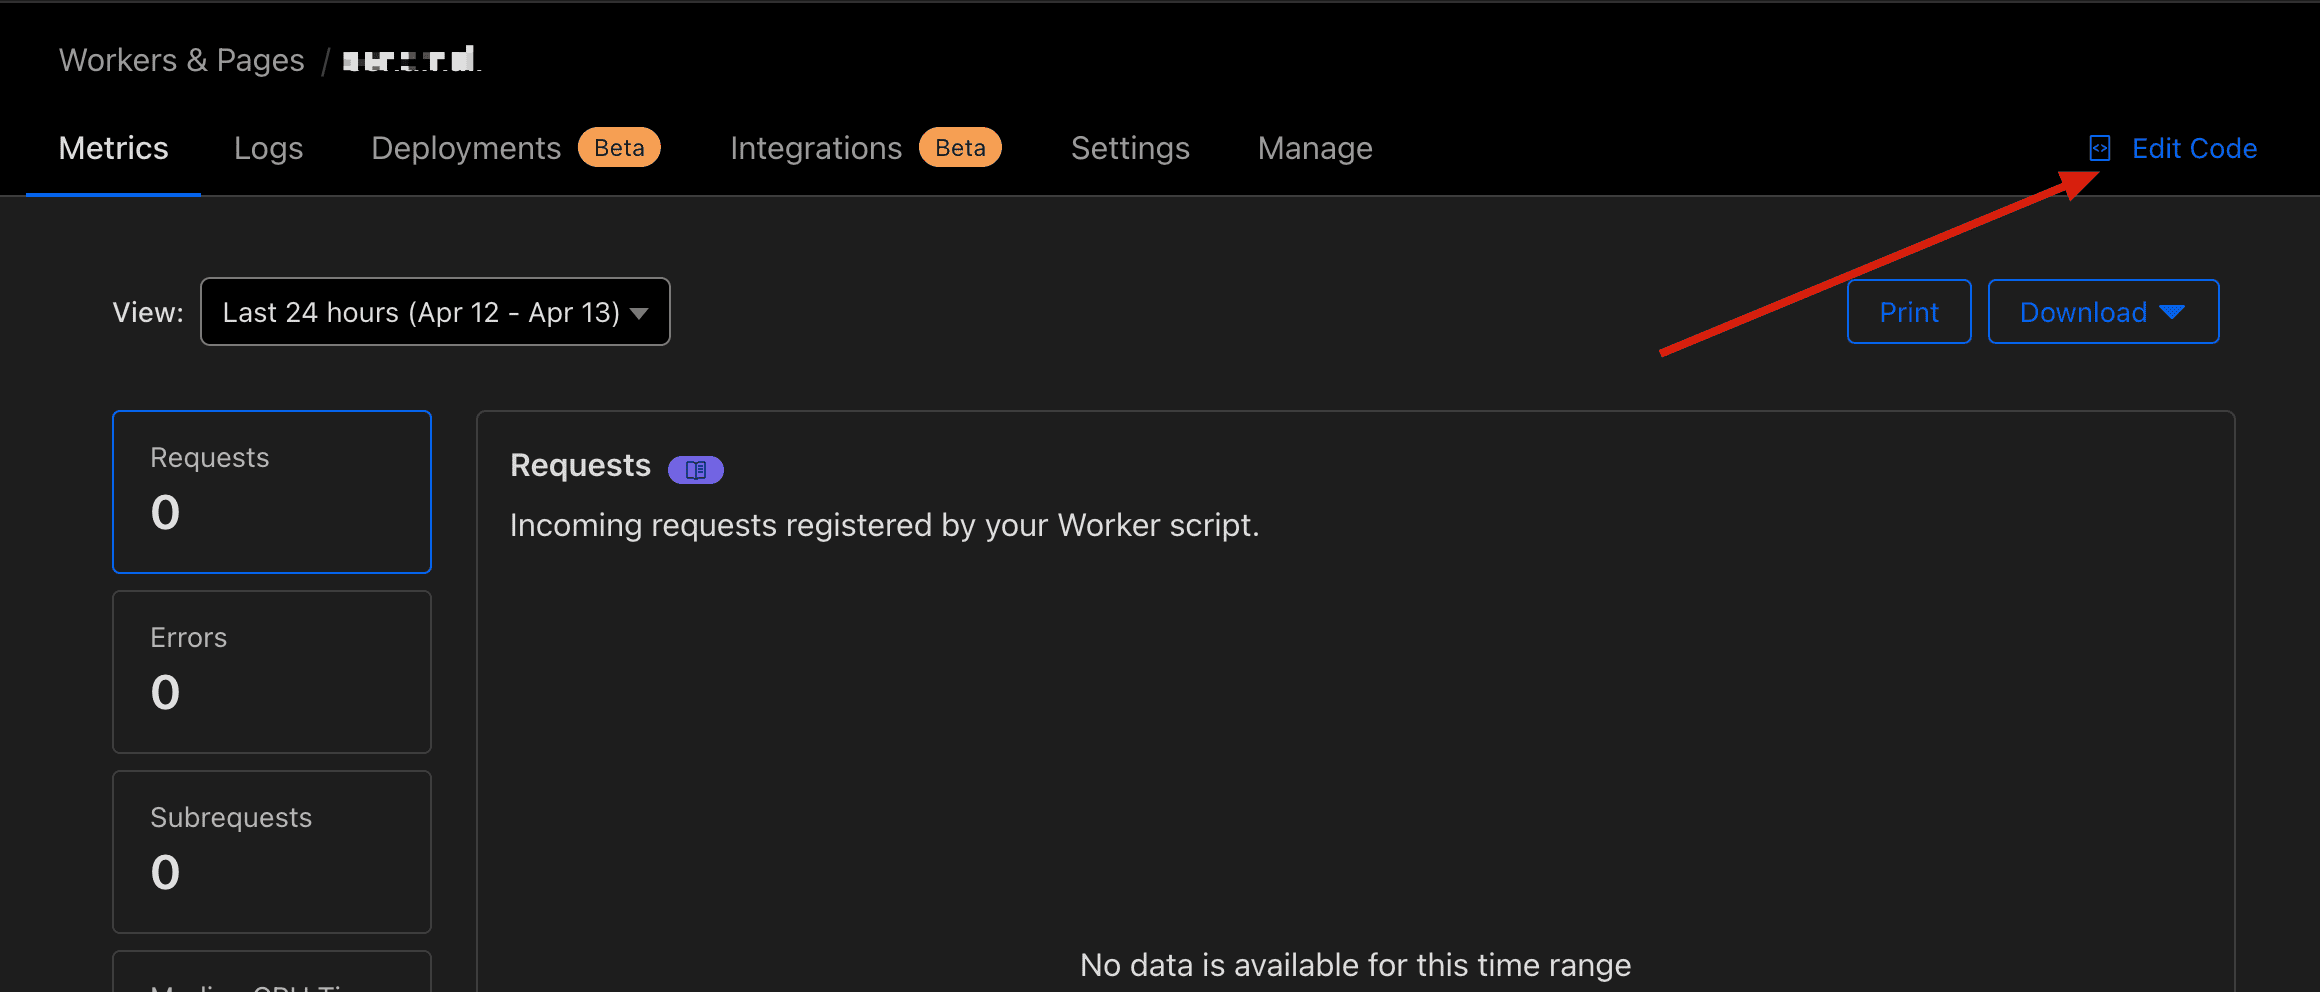 Workers & Pages /
Metrics Logs Deployments Beta Integrations Beta Settings Manage Edit Code
View: Last 24 hours (Apr 12 - Apr 13) Print Download
Requests
0
Requests
Incoming requests registered by your Worker script.
Errors
0
Subrequests
0
No data is available for this time range